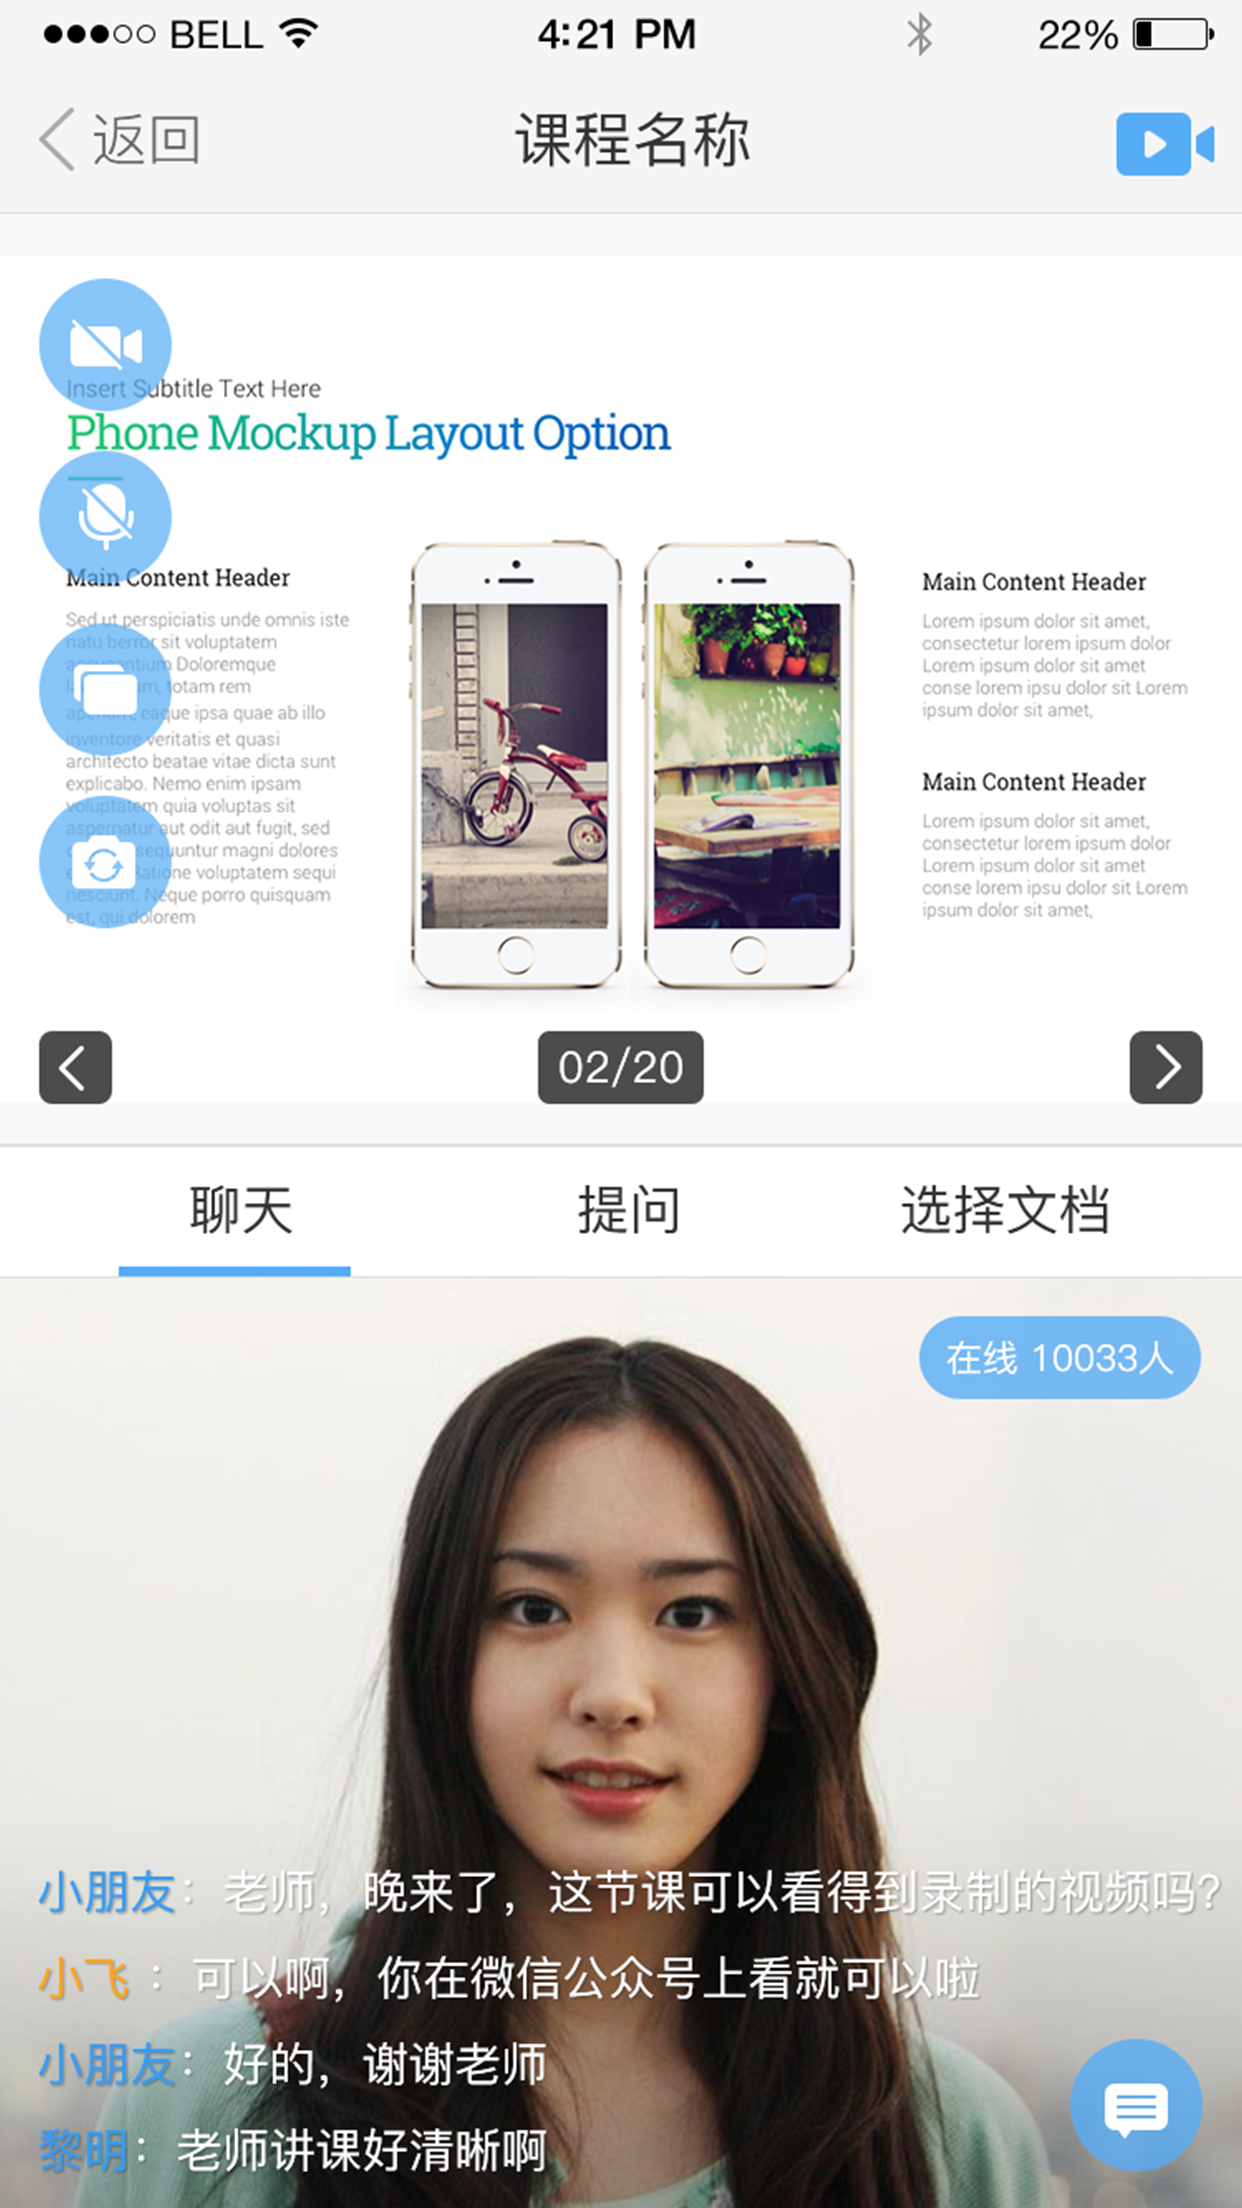 BELL
4:21 PM
22%
返回
课程名称
Insert Subtitle Text Here
Phone Mockup Layout Option
Main Content Header
Sed ut perspiciatis unde omnis iste
natu berror sit voluptatem
accusantium Doloremque
totam rem
aperiam, eaque ipsa quae ab illo
inventore veritatis et quasi
architecto beatae vitae dicta sunt
explicabo. Nemo enim ipsam
voluptatem quia voluptas sit
aspernatur aut odit aut fugit, sed
magni dolores
Ratione voluptatem sequi
nesciunt. Neque porro quisquam
est, qui dolorem
Main Content Header
Lorem ipsum dolor sit amet,
consectetur lorem ipsum dolor
Lorem ipsum dolor sit amet
conse lorem ipsu dolor sit Lorem
ipsum dolor sit amet,
Main Content Header
Lorem ipsum dolor sit amet,
consectetur lorem ipsum dolor
Lorem ipsum dolor sit amet
conse lorem ipsu dolor sit Lorem
ipsum dolor sit amet,
02/20
聊天
提问
选择文档
在线 10033人
小朋友：老师，晚来了，这节课可以看得到录制的视频吗？
小飞：可以啊，你在微信公众号上看就可以啦
小朋友：好的，谢谢老师
黎明：老师讲课好清晰啊